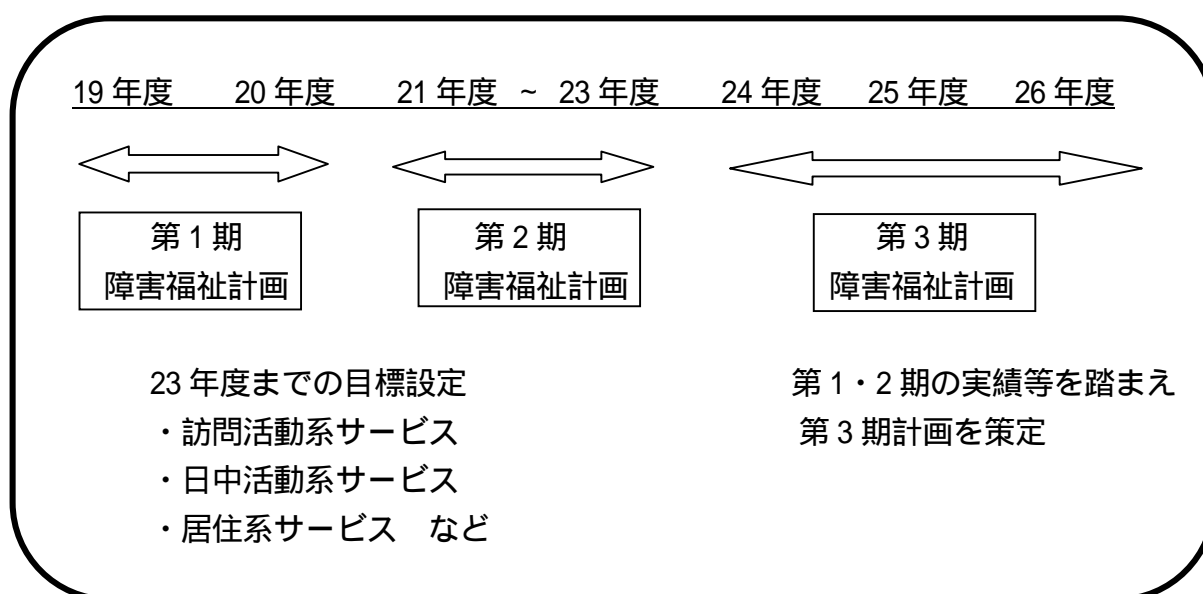 19 年度 20 年度 21 年度 ~ 23 年度 24 年度 25 年度 26 年度
第 1 期
障害福祉計画
第 2 期
障害福祉計画
第 3 期
障害福祉計画
23 年度までの目標設定
・訪問活動系サービス
・日中活動系サービス
・居住系サービス　など
第 1・2 期の実績等を踏まえ
第 3 期計画を策定